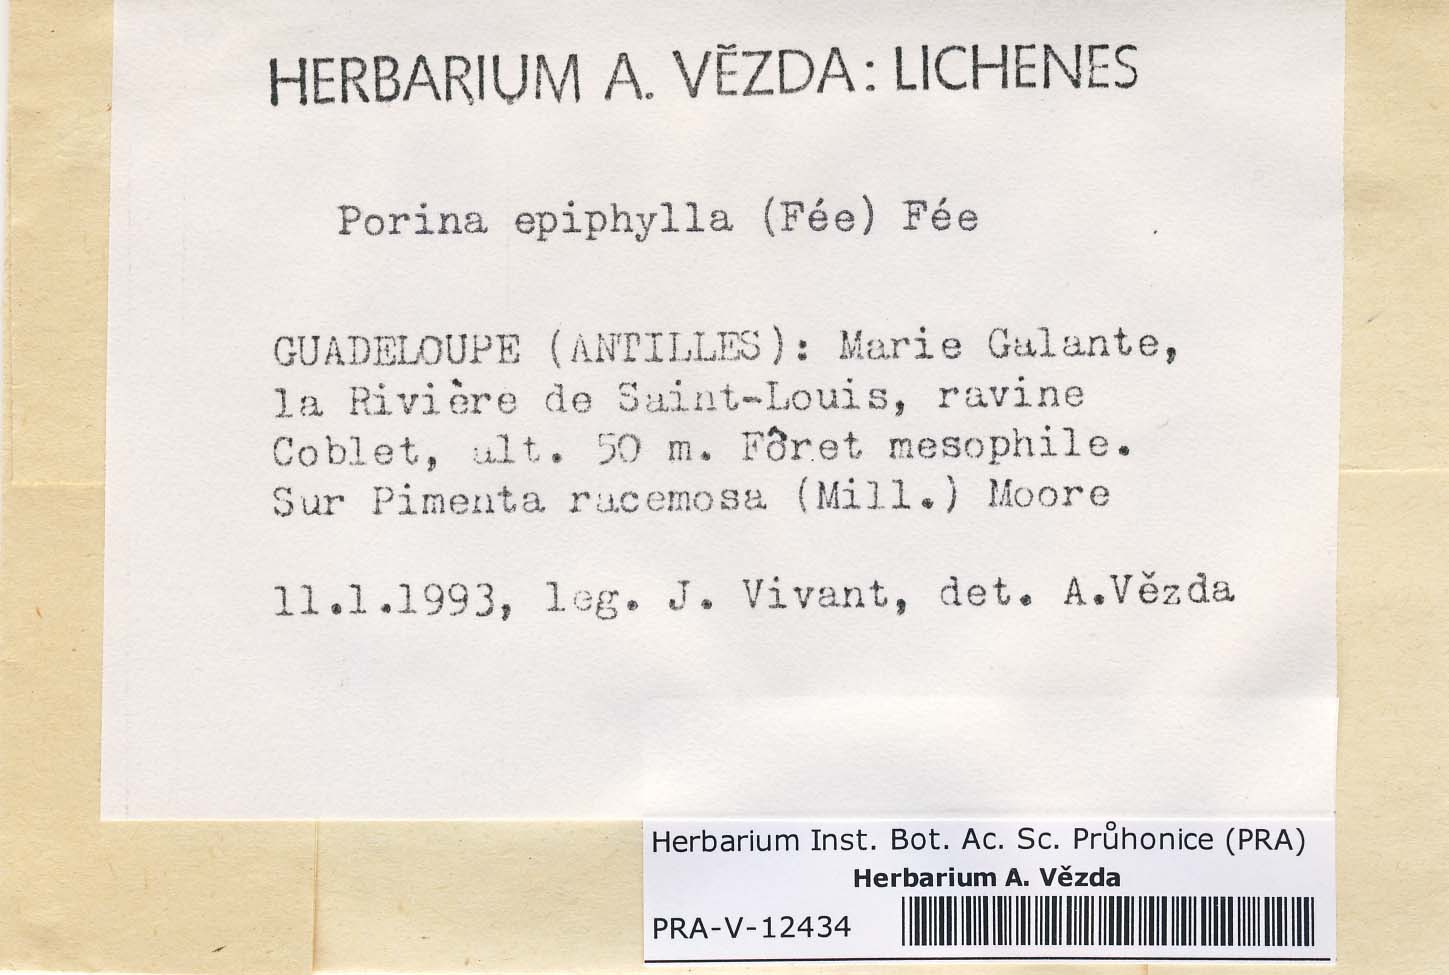 HERBARIUM A. VĚZDA: LICHENES
Porina epiphylla (Fée) Fée
GUADELOUPE (ANTILLES): Marie Galante,
la Rivière de Saint-Louis, ravine
Coblet, alt. 50 m. Fôret mesophile.
Sur Pimenta racemosa (Mill.) Moore
11.1.1993, leg. J. Vivant, det. A.Vězda
Herbarium Inst. Bot. Ac. Sc. Průhonice (PRA)
Herbarium A. Vězda
PRA-V-12434